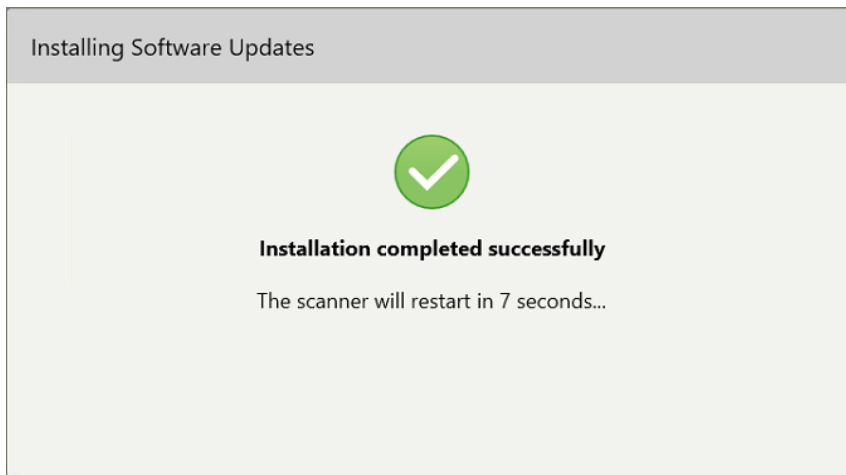 Installing Software Updates
Installation completed successfully
The scanner will restart in 7 seconds...